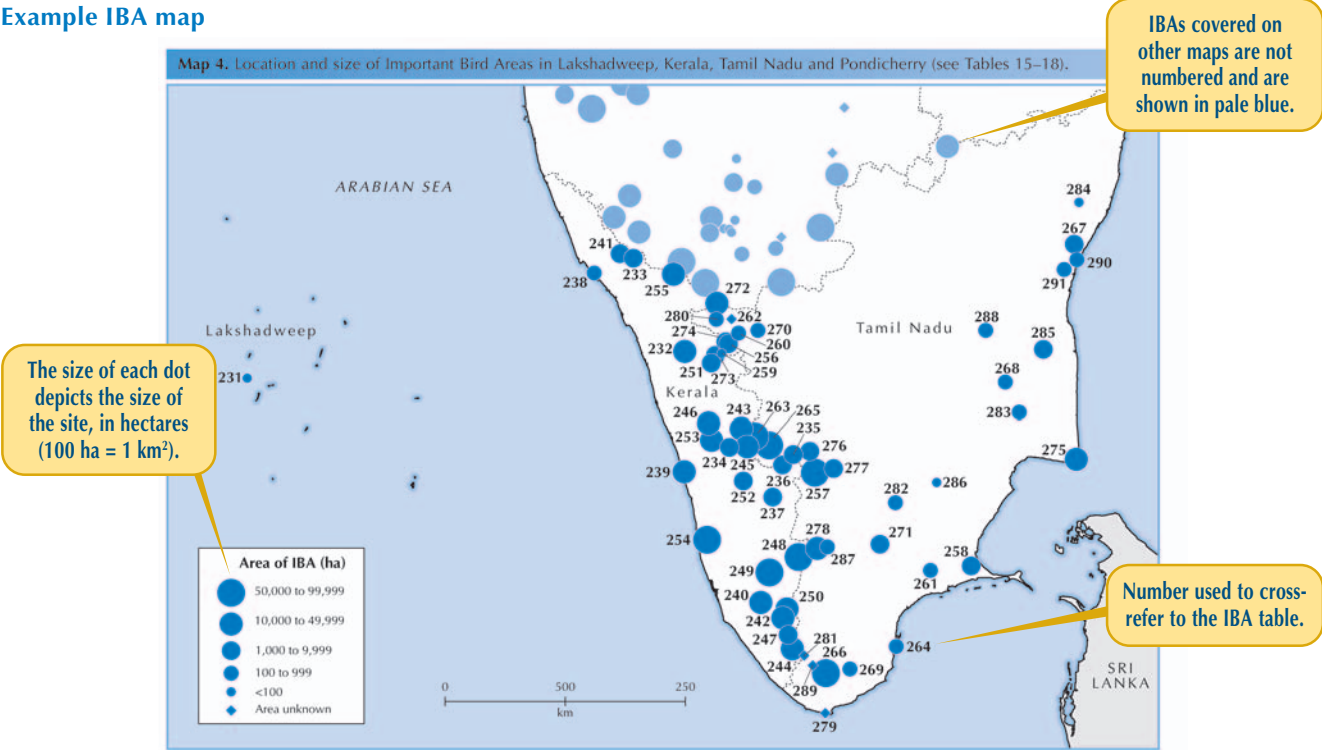 Example IBA map
IBAs covered on
other maps are not
numbered and are
shown in pale blue.
Map 4. Location and size of Important Bird Areas in Lakshadweep, Kerala, Tamil Nadu and Pondicherry (see Tables 15–18).
ARABIAN SEA
284
267
241
290
233
238
291
255
272
280
262
288
Lakshadweep
274
270
Tamil Nadu
260
285
232
256
The size of each dot
depicts the size of
the site, in hectares
(100 ha = 1 km²).
231
251
259
273
268
Kerala
246
243
263
265
283
235
253
276
275
234
245
277
239
236
286
252
257
282
237
254
278
248
271
287
258
Area of IBA (ha)
50,000 to 99,999
10,000 to 49,999
1,000 to 9,999
100 to 999
<100
Area unknown
249
261
240
250
Number used to cross-
refer to the IBA table.
242
247
281
264
266
244
269
SRI
LANKA
289
0
500
250
km
279